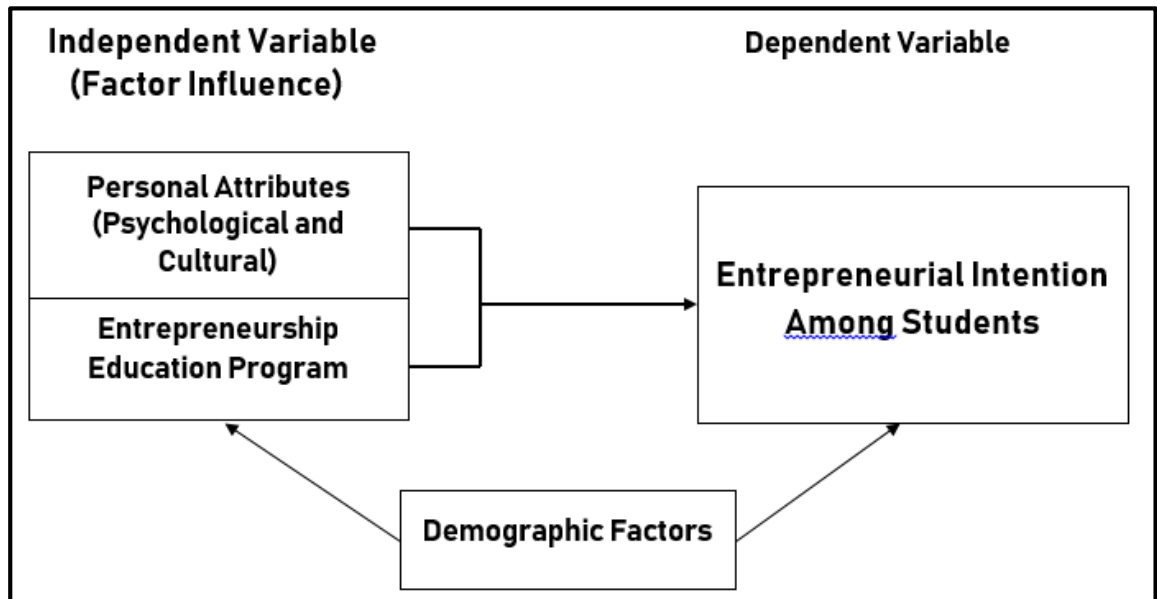 Independent Variable
(Factor Influence)
Dependent Variable
Personal Attributes
(Psychological and
Cultural)
Entrepreneurship
Education Program
Entrepreneurial Intention
Among Students
Demographic Factors